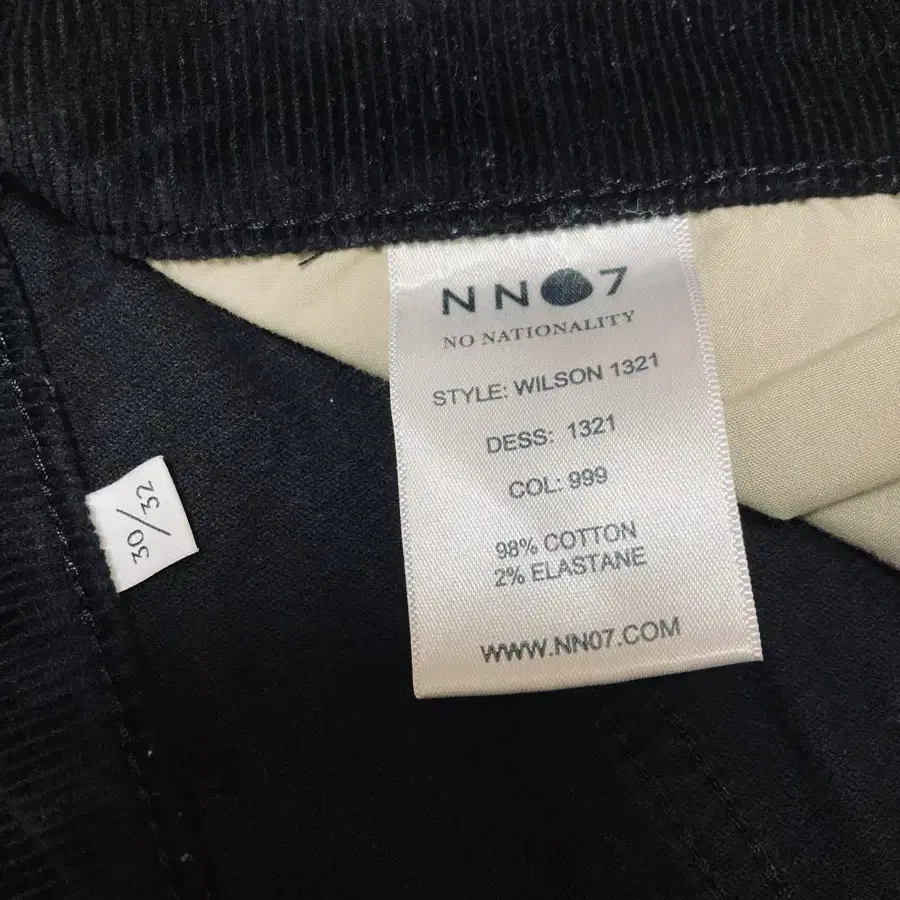 NN07
NO NATIONALITY
STYLE: WILSON 1321
DESS: 1321
COL: 999
98% COTTON
2% ELASTANE
WWW.NN07.COM
30/32